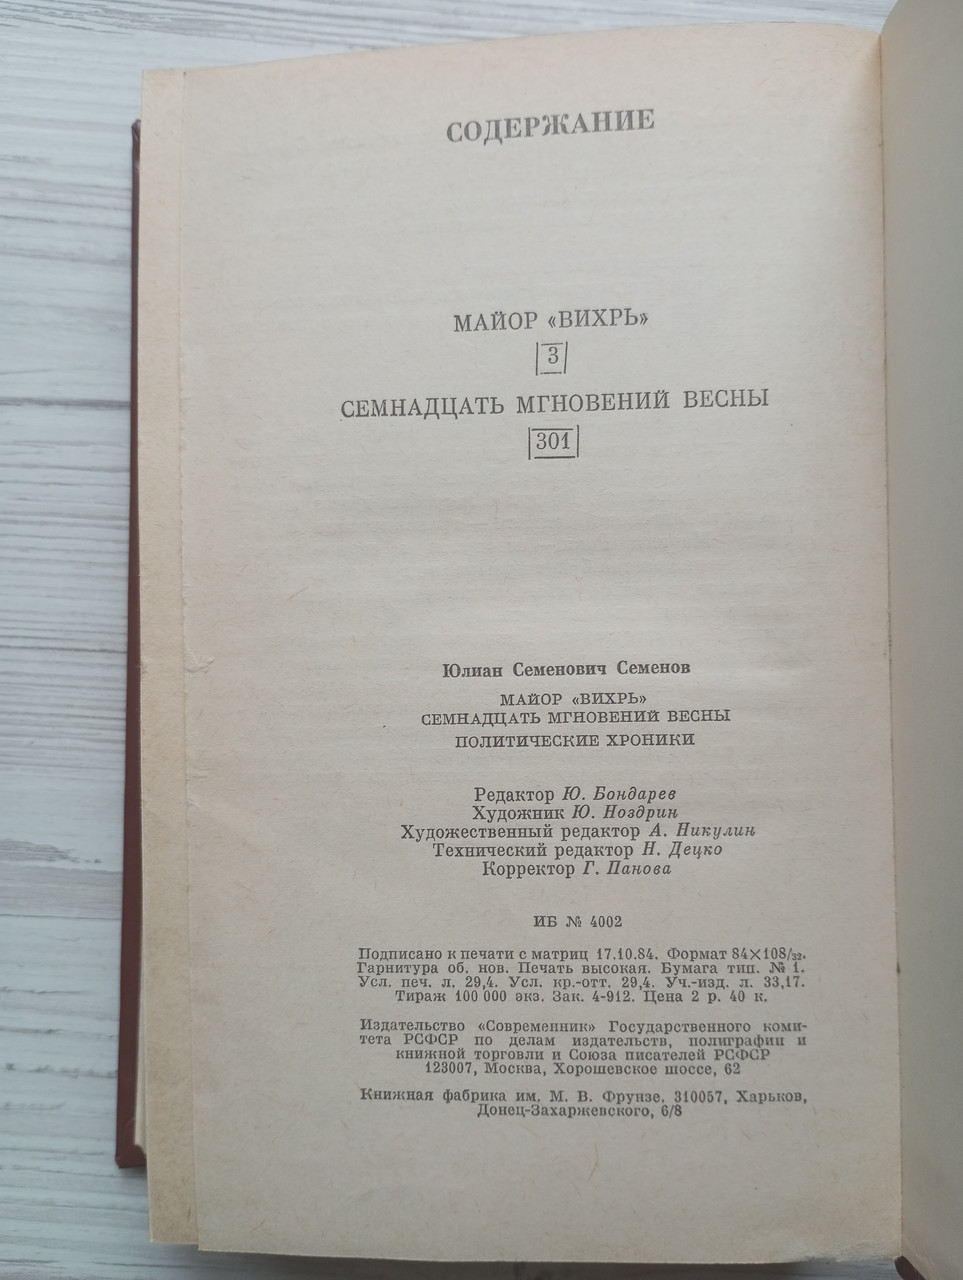 СОДЕРЖАНИЕ
МАЙОР «ВИХРЬ»
3
СЕМНАДЦАТЬ МГНОВЕНИЙ ВЕСНЫ
301
Юлиан Семенович Семенов
МАЙОР «ВИХРЬ»
СЕМНАДЦАТЬ МГНОВЕНИЙ ВЕСНЫ
ПОЛИТИЧЕСКИЕ ХРОНИКИ
Редактор Ю. Бондарев
Художник Ю. Ноздрин
Художественный редактор А. Никулин
Технический редактор Н. Децко
Корректор Г. Панова
ИБ № 4002
Подписано к печати с матриц 17.10.84. Формат 84×108/32.
Гарнитура об. нов. Печать высокая. Бумага тип. № 1.
Усл. печ. л. 29,4. Усл. кр.-отт. 29,4. Уч.-изд. л. 33,17.
Тираж 100 000 экз. Зак. 4-912. Цена 2 р. 40 к.
Издательство «Современник» Государственного коми-
тета РСФСР по делам издательств, полиграфии и
книжной торговли и Союза писателей РСФСР
123007, Москва, Хорошевское шоссе, 62
Книжная фабрика им. М. В. Фрунзе. 310057, Харьков,
Донец-Захаржевского, 6/8